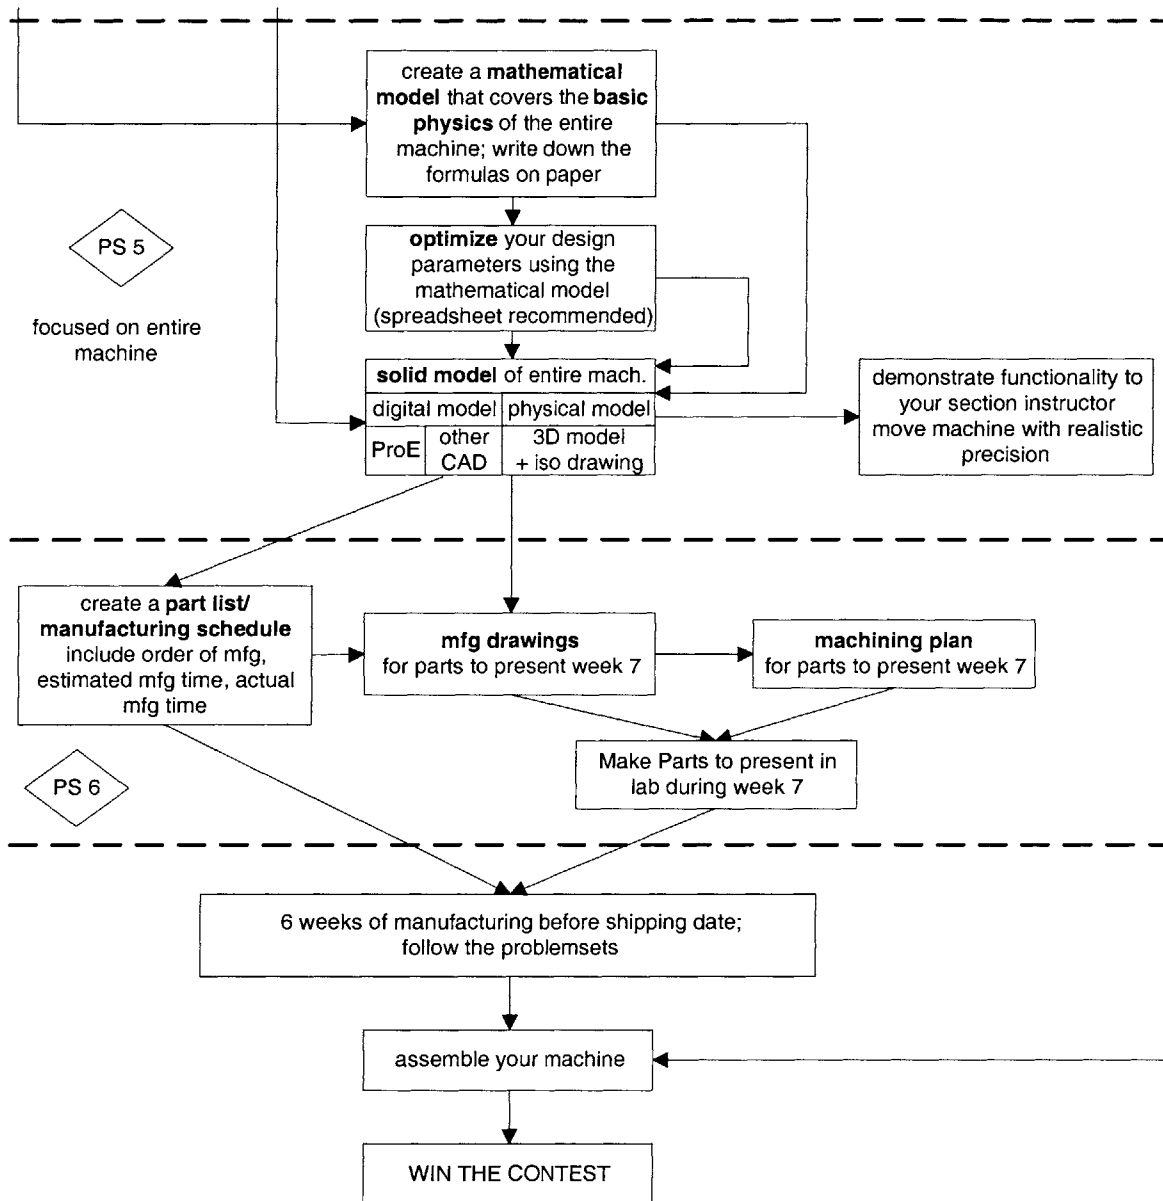 create a mathematical
model that covers the basic
physics of the entire
machine; write down the
formulas on paper
PS 5
focused on entire
machine
optimize your design
parameters using the
mathematical model
(spreadsheet recommended)
solid model of entire mach.
digital model
physical model
ProE
other
CAD
3D model
+ iso drawing
demonstrate functionality to
your section instructor
move machine with realistic
precision
create a part list/
manufacturing schedule
include order of mfg,
estimated mfg time, actual
mfg time
mfg drawings
for parts to present week 7
machining plan
for parts to present week 7
PS 6
Make Parts to present in
lab during week 7
6 weeks of manufacturing before shipping date;
follow the problemsets
assemble your machine
WIN THE CONTEST